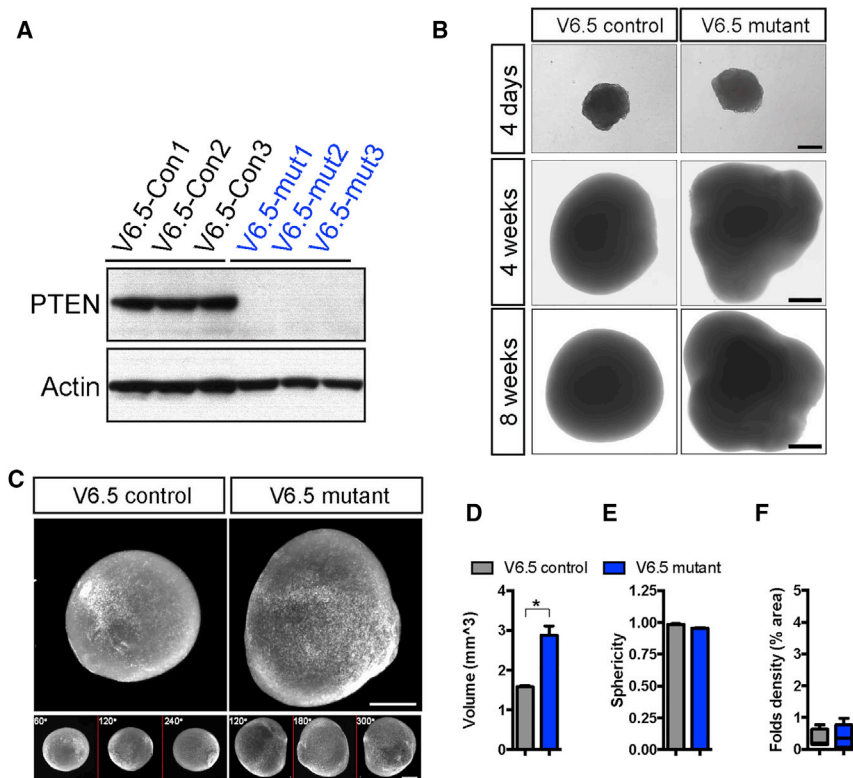 A
V6.5-Con1
V6.5-Con2
V6.5-Con3
V6.5-mut1
V6.5-mut2
V6.5-mut3
PTEN
Actin
B
V6.5 control V6.5 mutant
4 days
4 weeks
8 weeks
C
V6.5 control V6.5 mutant
60° 120° 240° 120° 180° 300°
D E F
V6.5 control V6.5 mutant
Volume (mm^3)
4
3
2
1
0
*
Sphericity
1.25
1.00
0.75
0.50
0.25
0.00
Folds density (% area)
5
4
3
2
1
0